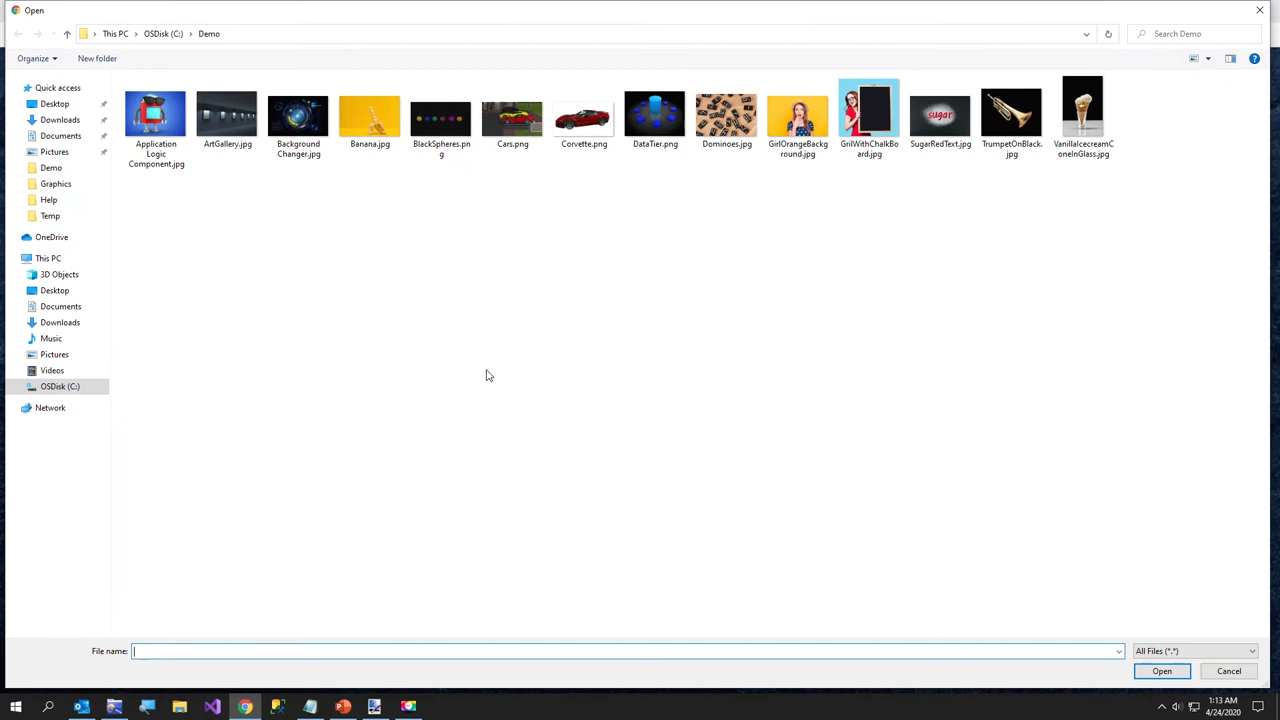 Open
This PC
OSDisk (C:)
Demo
Search Demo
Organize
New folder
Quick access
Desktop
Downloads
Documents
Pictures
Demo
Graphics
Help
Temp
OneDrive
This PC
3D Objects
Desktop
Documents
Downloads
Music
Pictures
Videos
OSDisk (C:)
Network
Application
Logic
Component.jpg
ArtGallery.jpg
Background
Changer.jpg
Banana.jpg
BlackSpheres.pn
g
Cars.png
Corvette.png
DataTier.png
Dominoes.jpg
GirlOrangeBackg
round.jpg
GrilWithChalkBo
ard.jpg
sugar
SugarRedText.jpg
TrumpetOnBlack.
jpg
VanillaIcecreamC
oneInGlass.jpg
File name:
All Files (*.*)
Open
Cancel
1:13 AM
4/24/2020